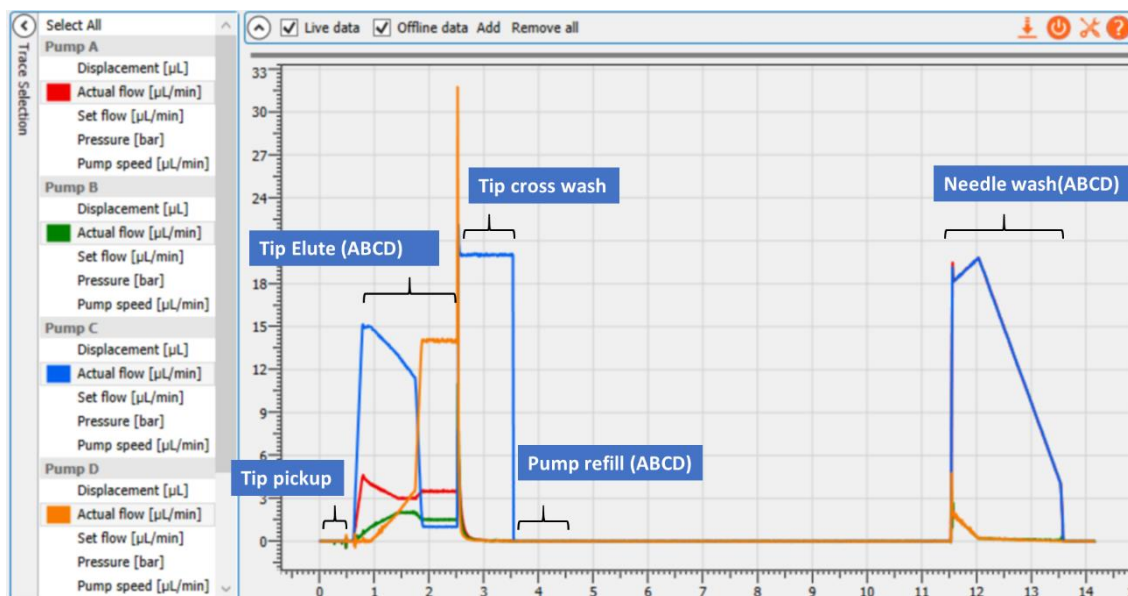 Trace Selection
Select All
Pump A
Displacement [µL]
Actual flow [µL/min]
Set flow [µL/min]
Pressure [bar]
Pump speed [µL/min]
Pump B
Displacement [µL]
Actual flow [µL/min]
Set flow [µL/min]
Pressure [bar]
Pump speed [µL/min]
Pump C
Displacement [µL]
Actual flow [µL/min]
Set flow [µL/min]
Pressure [bar]
Pump speed [µL/min]
Pump D
Displacement [µL]
Actual flow [µL/min]
Set flow [µL/min]
Pressure [bar]
Pump speed [µL/min]
Live data Offline data Add Remove all
?
33
30
27
24
18
15
12
9
6
3
0
Tip cross wash
Needle wash(ABCD)
Tip Elute (ABCD)
Tip pickup
Pump refill (ABCD)
0 1 2 3 4 5 6 7 8 9 10 11 12 13 14